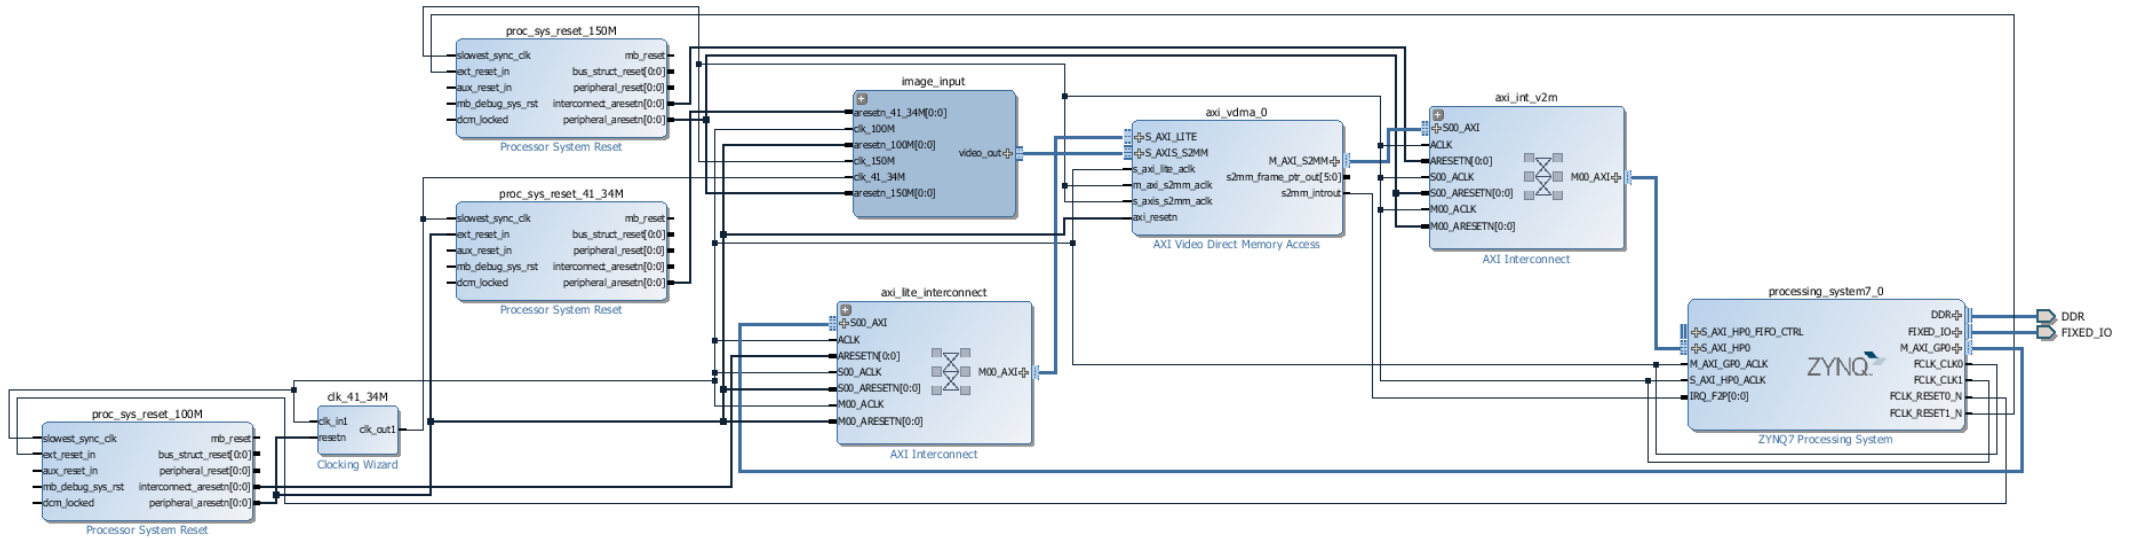 proc_sys_reset_150M
slowest_sync_clk
ext_reset_in
aux_reset_in
mb_debug_sys_rst
dcm_locked
mb_reset
bus_struct_reset[0:0]
peripheral_reset[0:0]
interconnect_aresetn[0:0]
peripheral_aresetn[0:0]
Processor System Reset
proc_sys_reset_41_34M
slowest_sync_clk
ext_reset_in
aux_reset_in
mb_debug_sys_rst
dcm_locked
mb_reset
bus_struct_reset[0:0]
peripheral_reset[0:0]
interconnect_aresetn[0:0]
peripheral_aresetn[0:0]
Processor System Reset
proc_sys_reset_100M
slowest_sync_clk
ext_reset_in
aux_reset_in
mb_debug_sys_rst
dcm_locked
mb_reset
bus_struct_reset[0:0]
peripheral_reset[0:0]
interconnect_aresetn[0:0]
peripheral_aresetn[0:0]
Processor System Reset
clk_41_34M
clk_in1
resetn
clk_out1
Clocking Wizard
image_input
aresetn_41_34M[0:0]
clk_100M
aresetn_100M[0:0]
clk_150M
clk_41_34M
aresetn_150M[0:0]
video_out
axi_lite_interconnect
S00_AXI
ACLK
ARESETN[0:0]
S00_ACLK
S00_ARESETN[0:0]
M00_ACLK
M00_ARESETN[0:0]
M00_AXI
AXI Interconnect
axi_vdma_0
S_AXI_LITE
S_AXIS_S2MM
s_axi_lite_aclk
m_axi_s2mm_aclk
s_axis_s2mm_aclk
axi_resetn
M_AXI_S2MM
s2mm_frame_ptr_out[5:0]
s2mm_introut
AXI Video Direct Memory Access
axi_int_v2m
S00_AXI
ACLK
ARESETN[0:0]
S00_ACLK
S00_ARESETN[0:0]
M00_ACLK
M00_ARESETN[0:0]
M00_AXI
AXI Interconnect
processing_system7_0
S_AXI_HP0_FIFO_CTRL
S_AXI_HP0
M_AXI_GP0_ACLK
S_AXI_HP0_ACLK
IRQ_F2P[0:0]
ZYNQ
DDR
FIXED_IO
M_AXI_GP0
FCLK_CLK0
FCLK_CLK1
FCLK_RESET0_N
FCLK_RESET1_N
ZYNQ7 Processing System
DDR
FIXED_IO